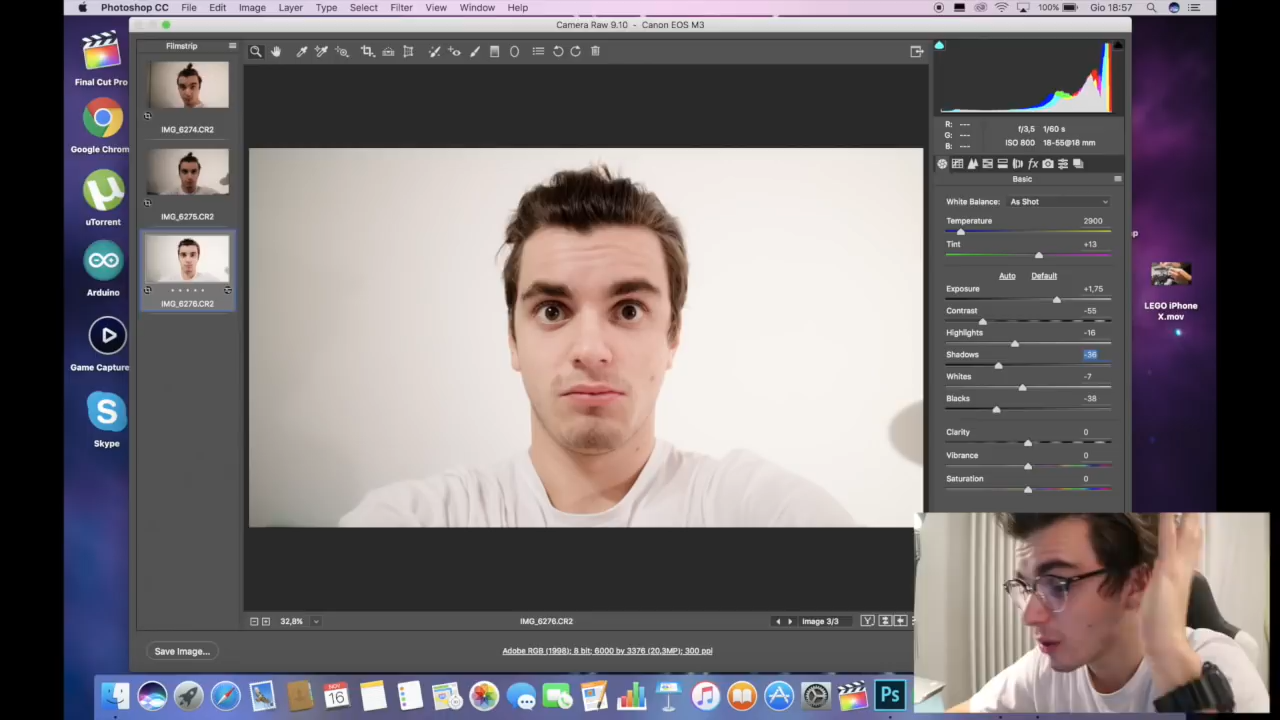 Photoshop CC File Edit Image Layer Type Select Filter View Window Help 100% Gio 18:57
Camera Raw 9.10 - Canon EOS M3
Filmstrip
Final Cut Pro
Google Chrom
uTorrent
Arduino
Game Capture
Skype
IMG_6274.CR2
IMG_6275.CR2
IMG_6276.CR2
R: ---
G: ---
B: ---
f/3,5 1/60 s
ISO 800 18-55@18 mm
fx
Basic
White Balance: As Shot
Temperature 2900
Tint +13
Auto Default
Exposure +1,75
Contrast -55
Highlights -16
Shadows -36
Whites -7
Blacks -38
Clarity 0
Vibrance 0
Saturation 0
LEGO iPhone
X.mov
32,8% IMG_6276.CR2 Image 3/3 Y
Save Image... Adobe RGB (1998); 8 bit; 6000 by 3376 (20,3MP); 300 ppi
NOV
16
Ps